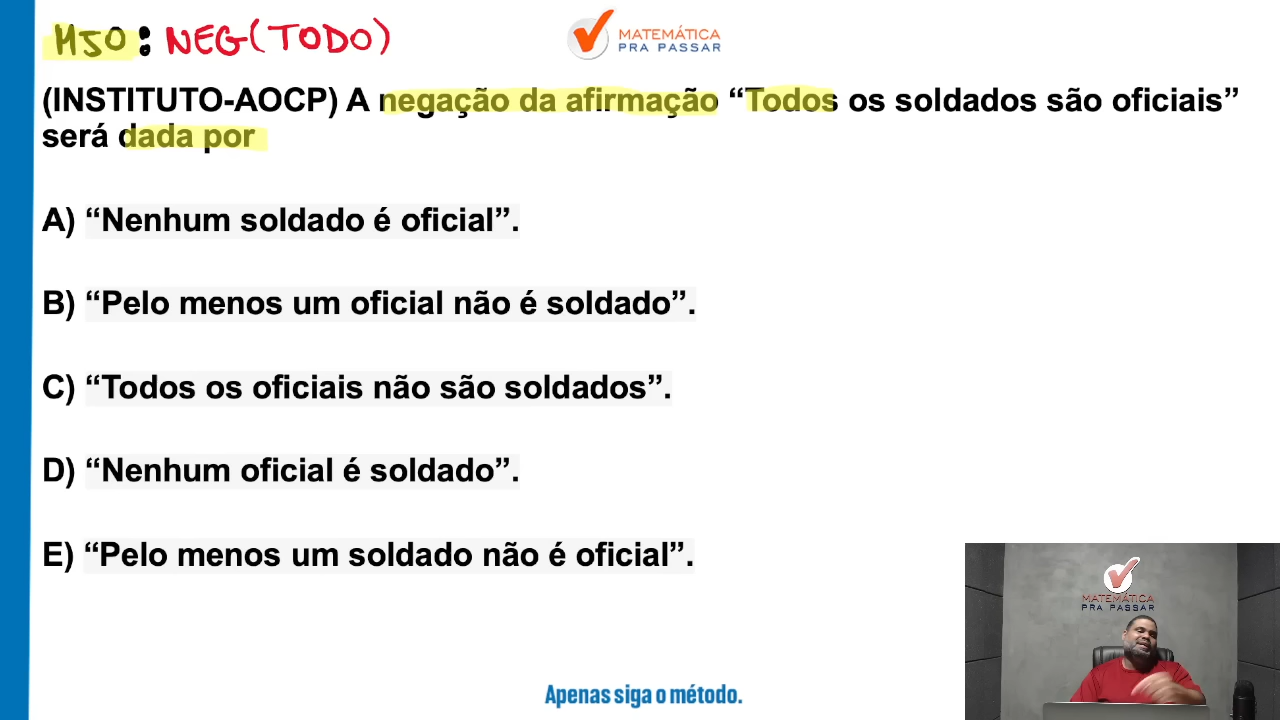 MJO: NEG(TODO)
MATEMÁTICA
PRA PASSAR
(INSTITUTO-AOCP) A negação da afirmação “Todos os soldados são oficiais”
será dada por
A) “Nenhum soldado é oficial”.
B) “Pelo menos um oficial não é soldado”.
C) “Todos os oficiais não são soldados”.
D) “Nenhum oficial é soldado”.
E) “Pelo menos um soldado não é oficial”.
MATEMÁTICA
PRA PASSAR
Apenas siga o método.